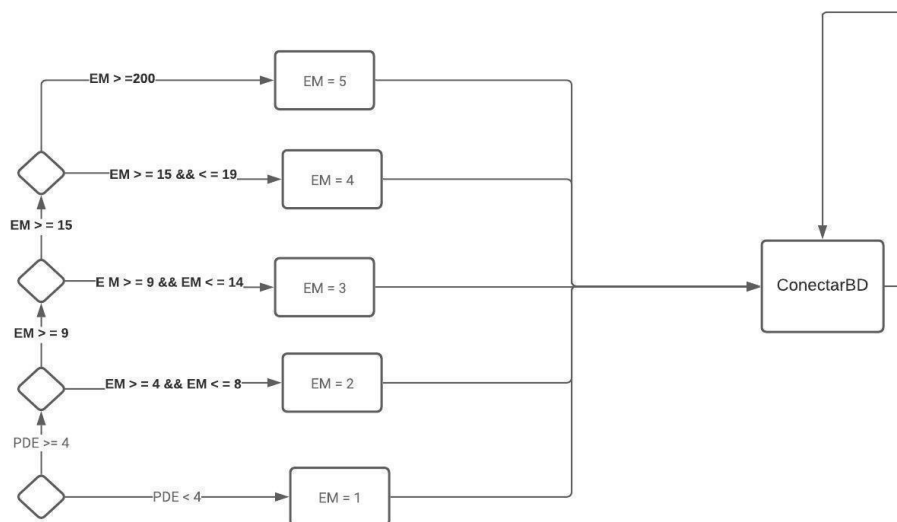 EM > =200
EM = 5
EM > = 15 && < = 19
EM = 4
EM > = 15
E M > = 9 && EM < = 14
EM = 3
ConectarBD
EM > = 9
EM > = 4 && EM < = 8
EM = 2
PDE >= 4
PDE < 4
EM = 1